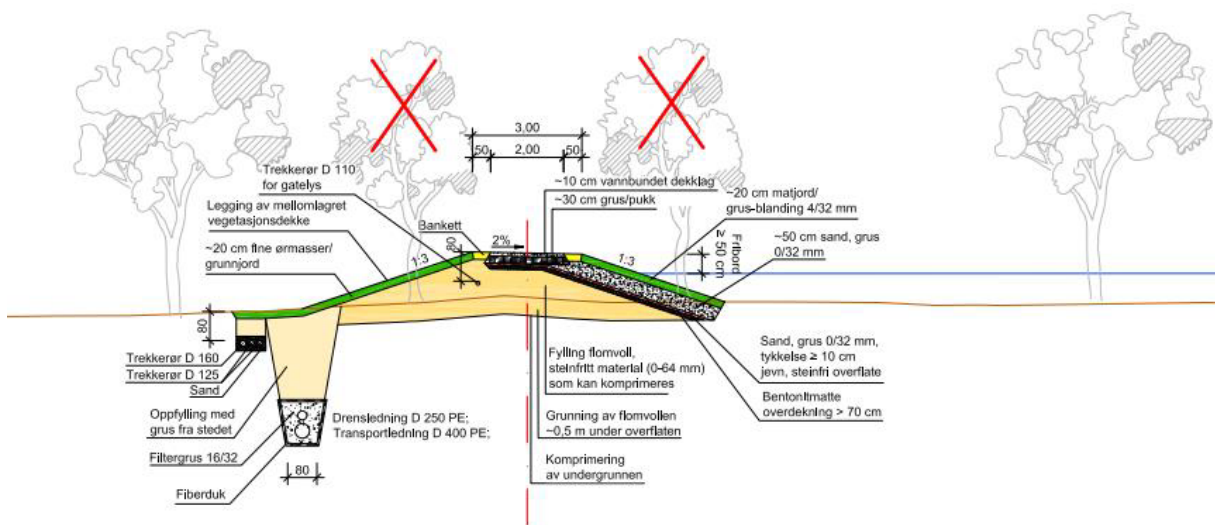 3,00
50
2,00
50
Trekkerør D 110
for gatelys
~10 cm vannbundet dekklag
~30 cm grus/pukk
~20 cm matjord/
grus-blanding 4/32 mm
Legging av mellomlagret
vegetasjonsdekke
Bankett
2%
80
Fribord
≥ 50 cm
~50 cm sand, grus
0/32 mm
~20 cm fine ørmasser/
grunnjord
1:3
1:3
80
Trekkerør D 160
Trekkerør D 125
Sand
Fylling flomvoll,
steinfritt material (0-64 mm)
som kan komprimeres
Sand, grus 0/32 mm,
tykkelse ≥ 10 cm
jevn, steinfri overflate
Bentonitmatte
overdekning > 70 cm
Oppfylling med
grus fra stedet
Drensledning D 250 PE;
Transportledning D 400 PE;
Grunning av flomvollen
~0,5 m under overflaten
Filtergrus 16/32
80
Komprimering
av undergrunnen
Fiberduk